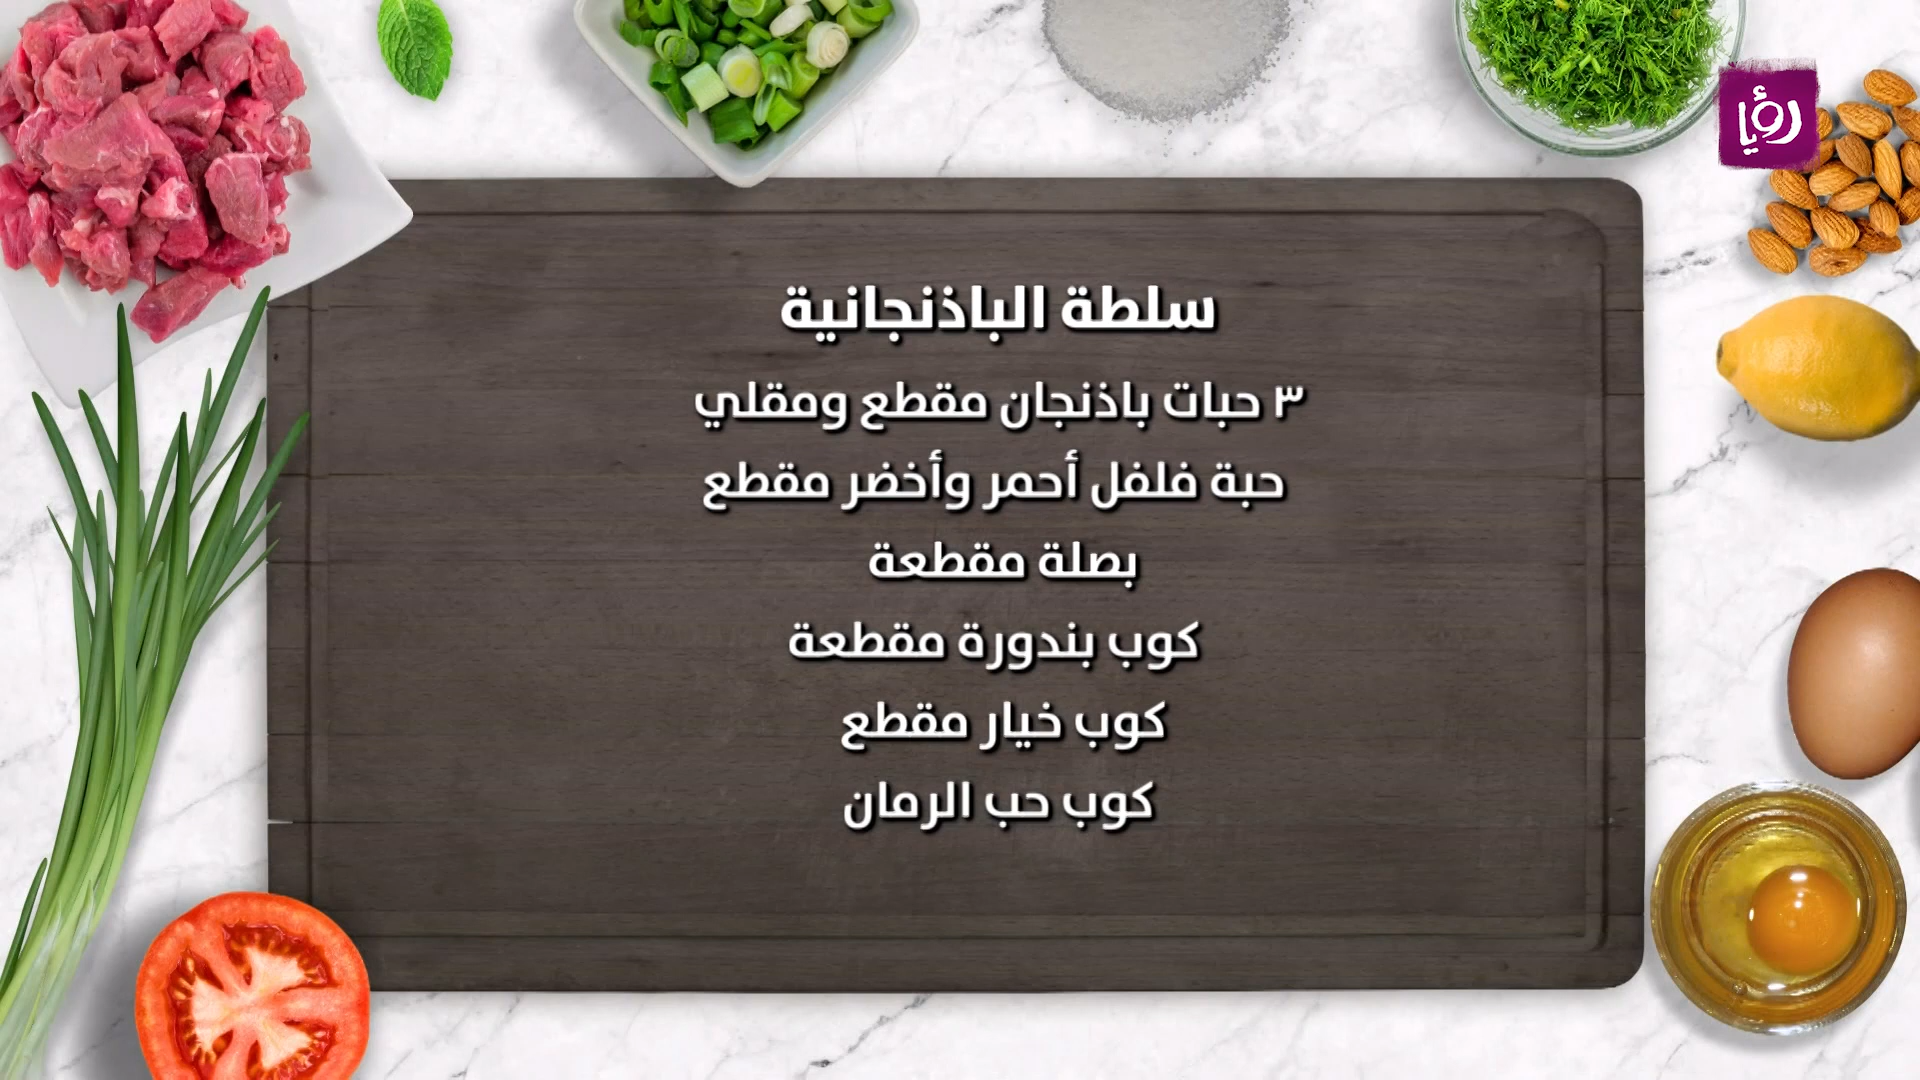 رؤيا
سلطة الباذنجانية
٣ حبات باذنجان مقطع ومقلي
حبة فلفل أحمر وأخضر مقطع
بصلة مقطعة
كوب بندورة مقطعة
كوب خيار مقطع
كوب حب الرمان